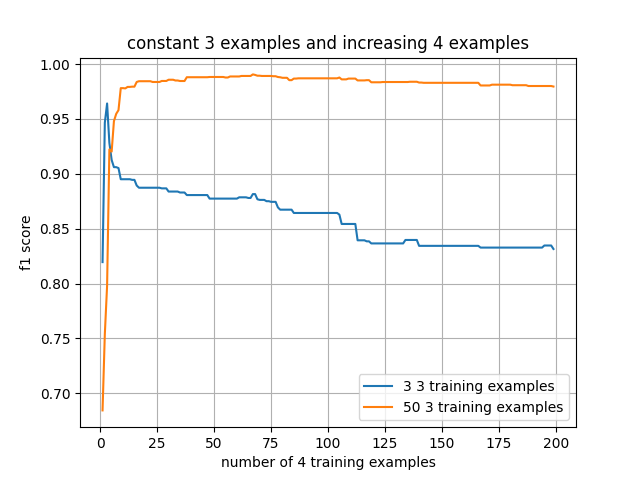 constant 3 examples and increasing 4 examples
1.00
0.95
0.90
0.85
0.80
0.75
0.70
f1 score
3 3 training examples
50 3 training examples
0 25 50 75 100 125 150 175 200
number of 4 training examples